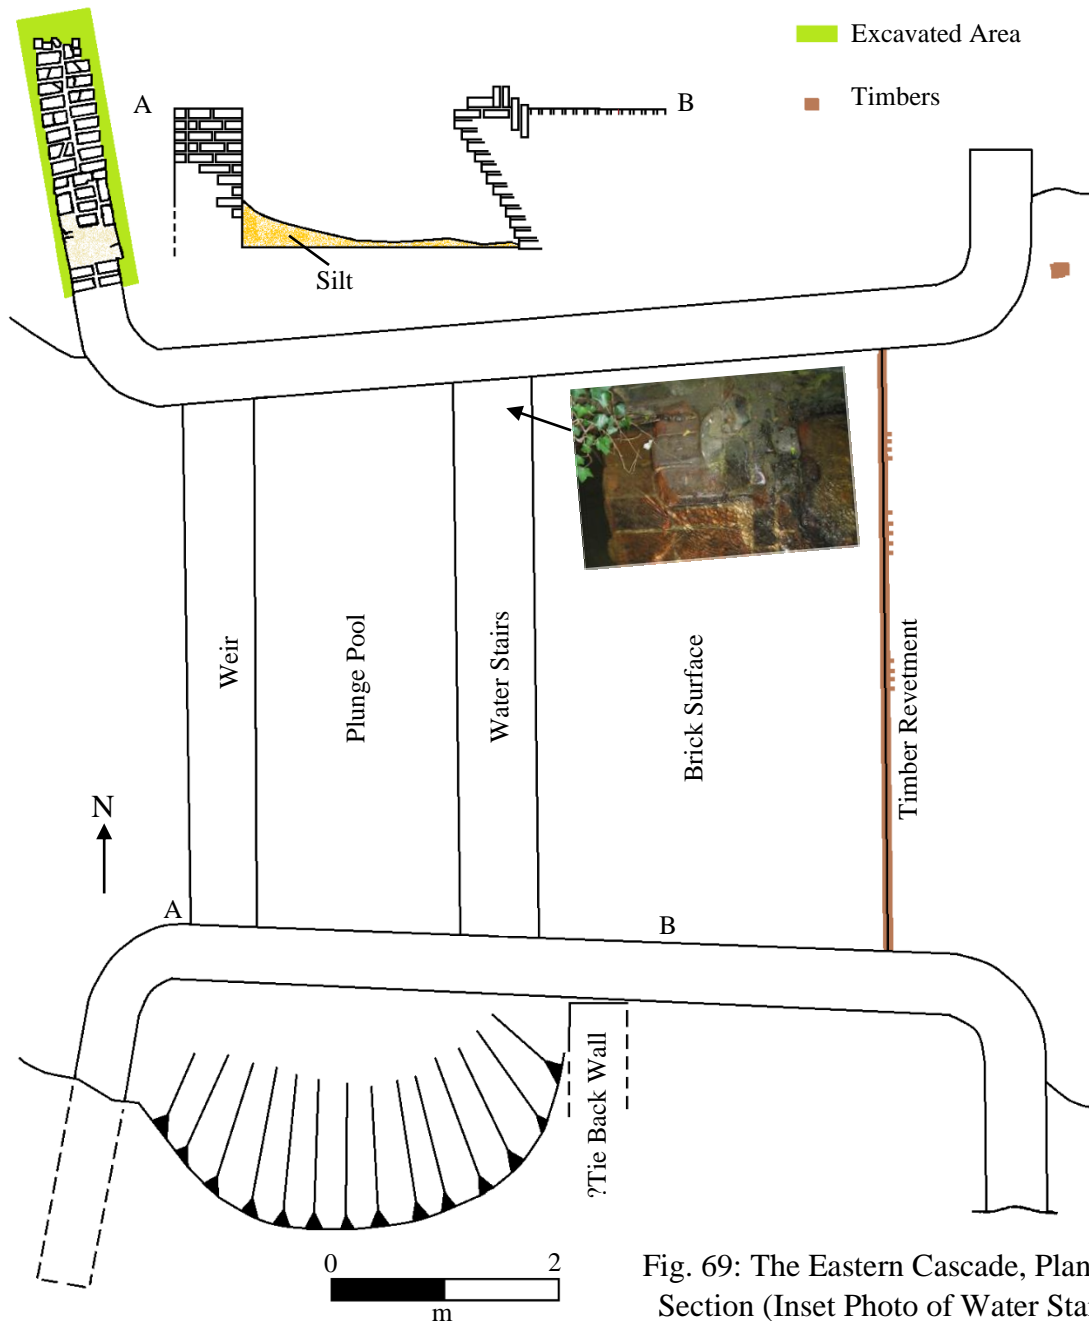 Excavated Area
Timbers
A
B
Silt
Weir
Plunge Pool
Water Stairs
Brick Surface
Timber Revetment
N
A
B
?Tie Back Wall
0 2
m
Fig. 69: The Eastern Cascade, Plan
Section (Inset Photo of Water